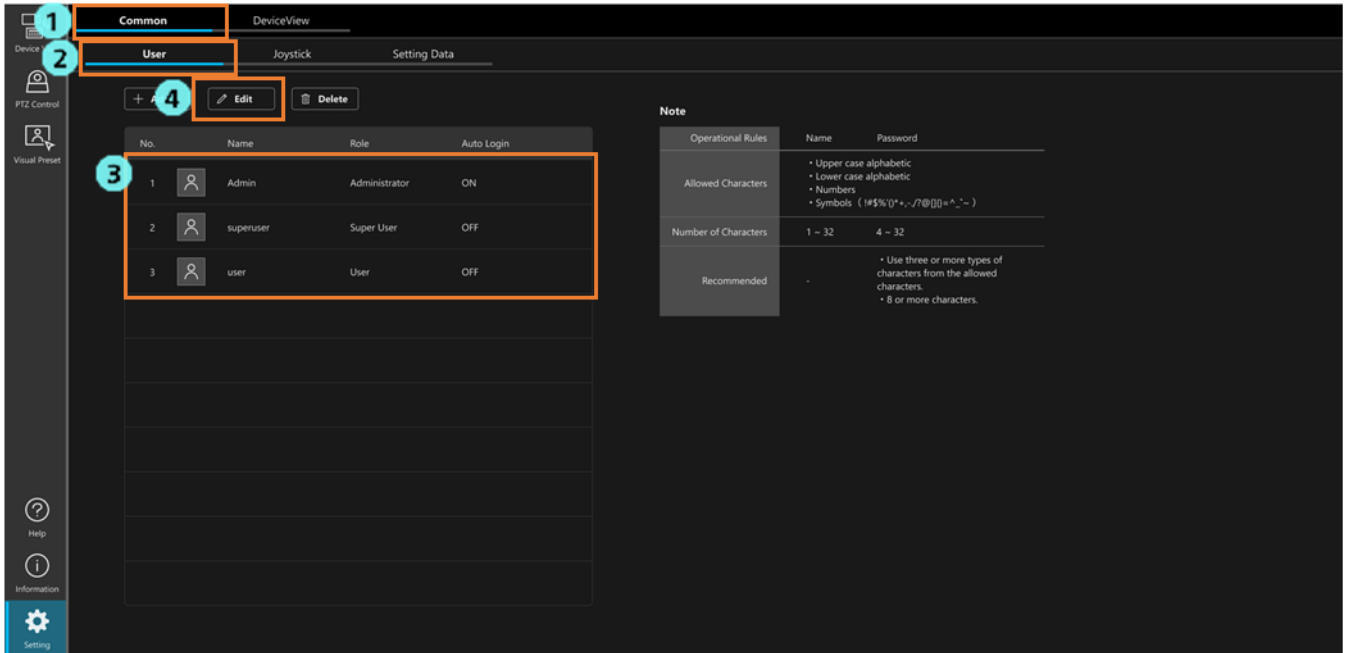 1
Common
DeviceView
Device
2
User
Joystick
Setting Data
PTZ Control
Visual Preset
4
Edit
Delete
No.
Name
Role
Auto Login
3
1
Admin
Administrator
ON
2
superuser
Super User
OFF
3
user
User
OFF
Note
Operational Rules
Name
Password
Allowed Characters
・Upper case alphabetic
・Lower case alphabetic
・Numbers
Number of Characters
1 ~ 32
4 ~ 32
Recommended
-
・Use three or more types of
characters from the allowed
characters.
・8 or more characters.
Help
Information
Setting